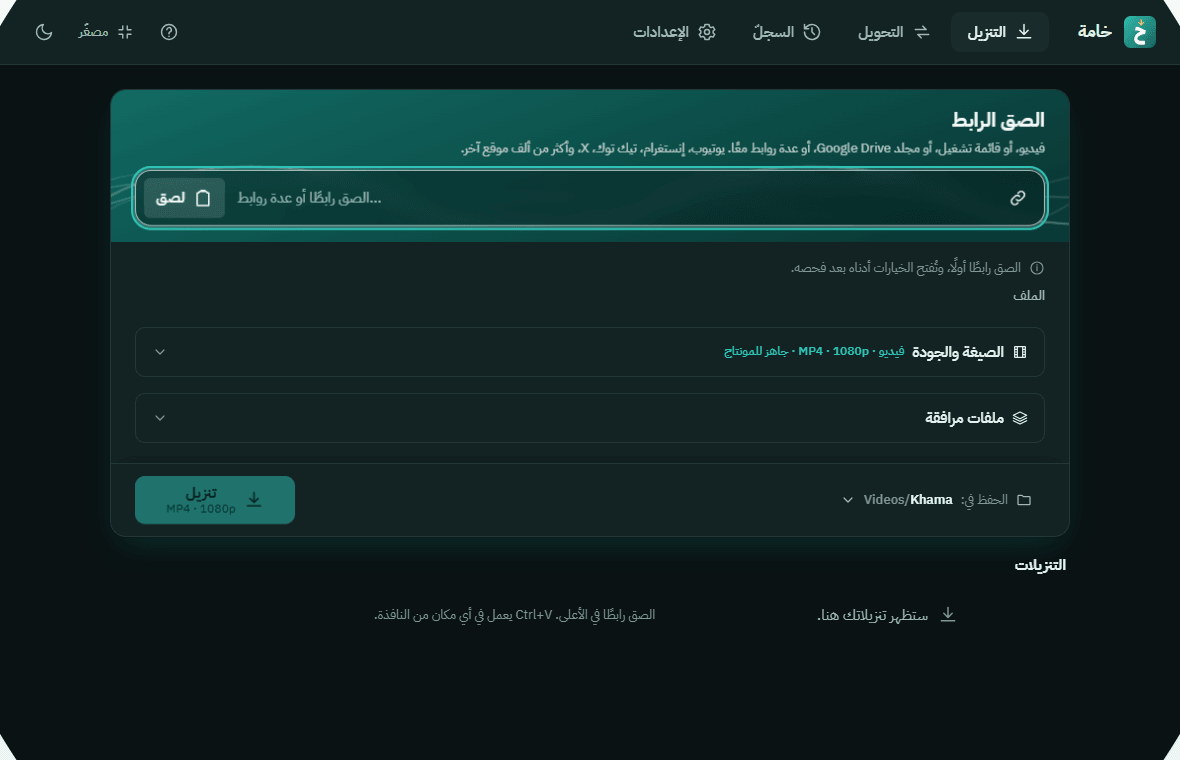 خامة
التنزيل
التحويل
السجلّ
الإعدادات
مصغّر
الصق الرابط
فيديو، أو قائمة تشغيل، أو مجلد Google Drive، أو عدة روابط معًا. يوتيوب، إنستغرام، تيك توك، X، وأكثر من ألف موقع آخر.
الصق رابطًا أو عدة روابط...
لصق
الصق رابطًا أولًا، وتُفتح الخيارات أدناه بعد فحصه.
الملف
الصيغة والجودة فيديو · MP4 · 1080p · جاهز للمونتاج
ملفات مرافقة
الحفظ في: Videos/Khama
تنزيل
MP4 · 1080p
التنزيلات
ستظهر تنزيلاتك هنا.
الصق رابطًا في الأعلى. Ctrl+V يعمل في أي مكان من النافذة.